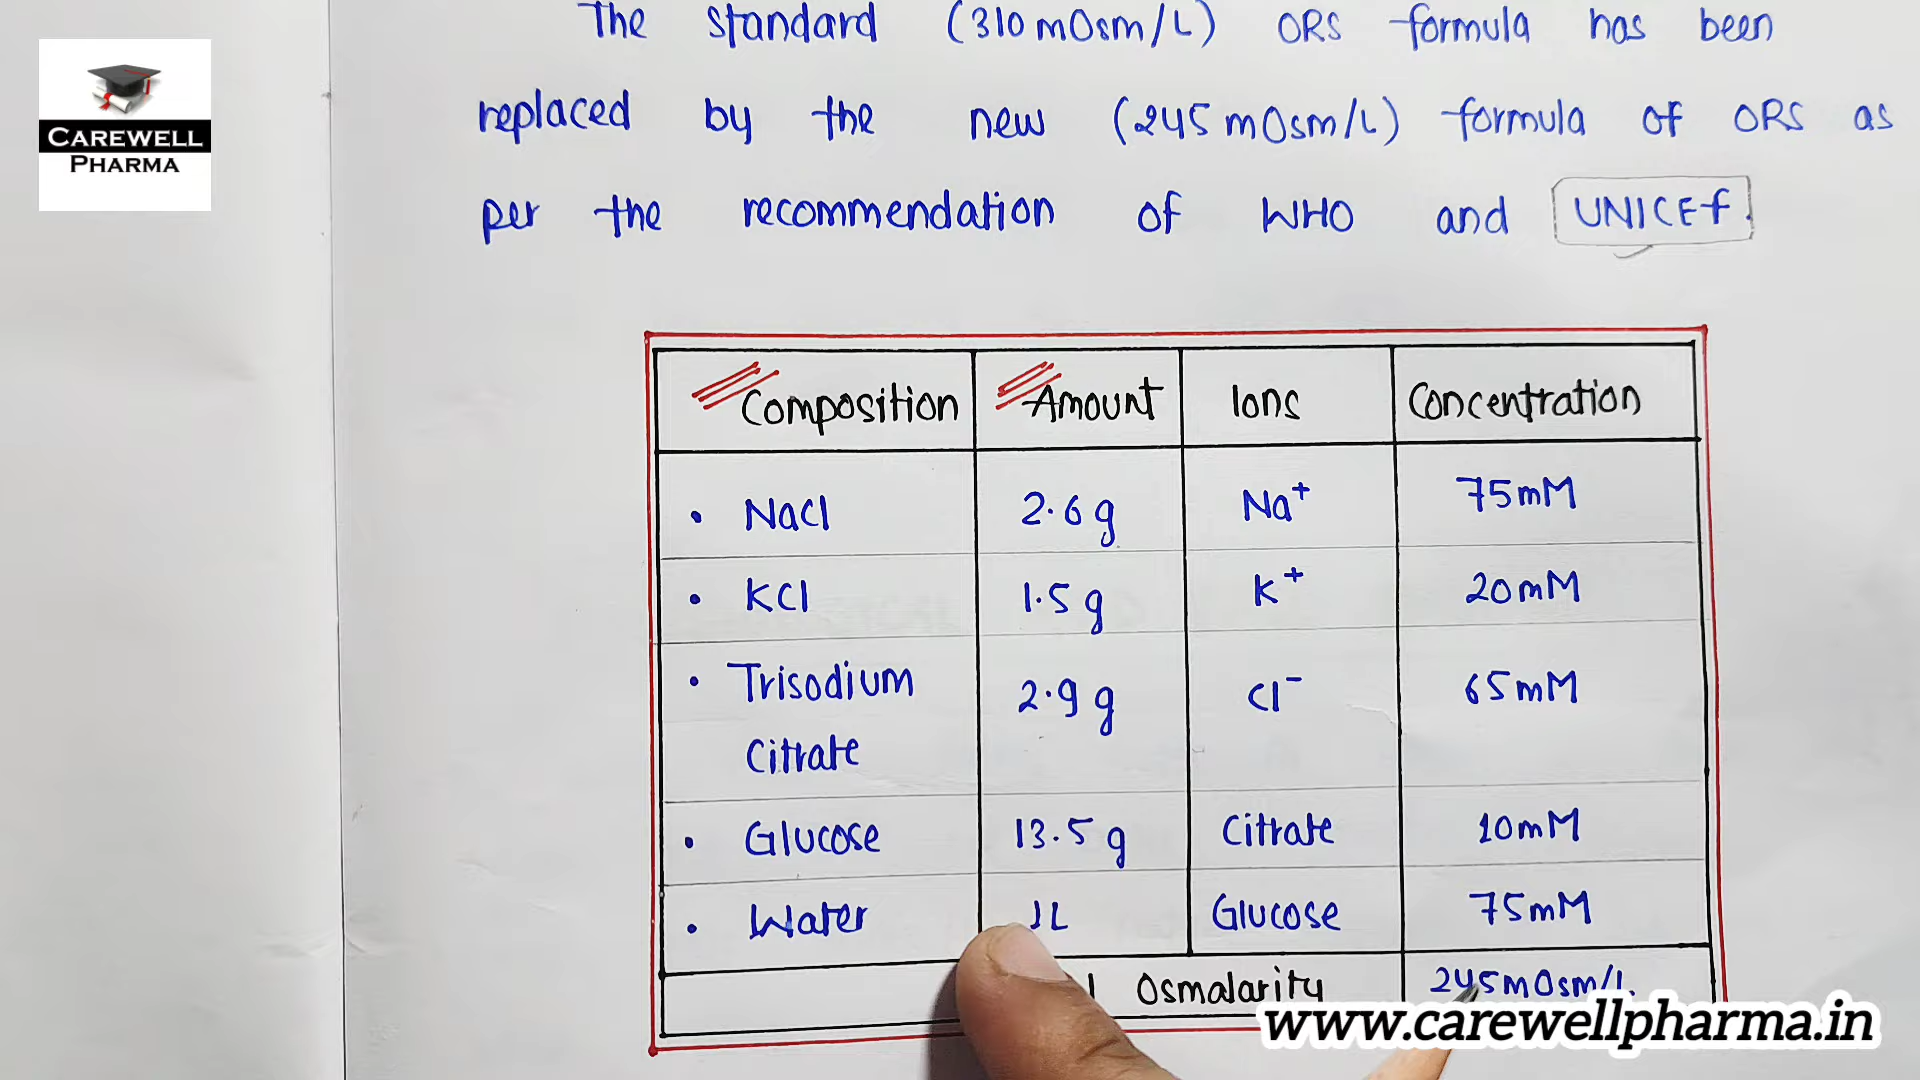 CAREWELL
PHARMA
The standard (310 mOsm/L) ORS formula has been
replaced by the new (245 mOsm/L) formula of ORS as
per the recommendation of WHO and UNICEF.
Composition Amount Ions Concentration
• NaCl 2.6 g Na⁺ 75mM
• KCl 1.5 g K⁺ 20mM
• Trisodium Citrate 2.9 g Cl⁻ 65mM
• Glucose 13.5 g Citrate 10mM
• Water 1L Glucose 75mM
Osmalarity 245mOsm/L.
www.carewellpharma.in